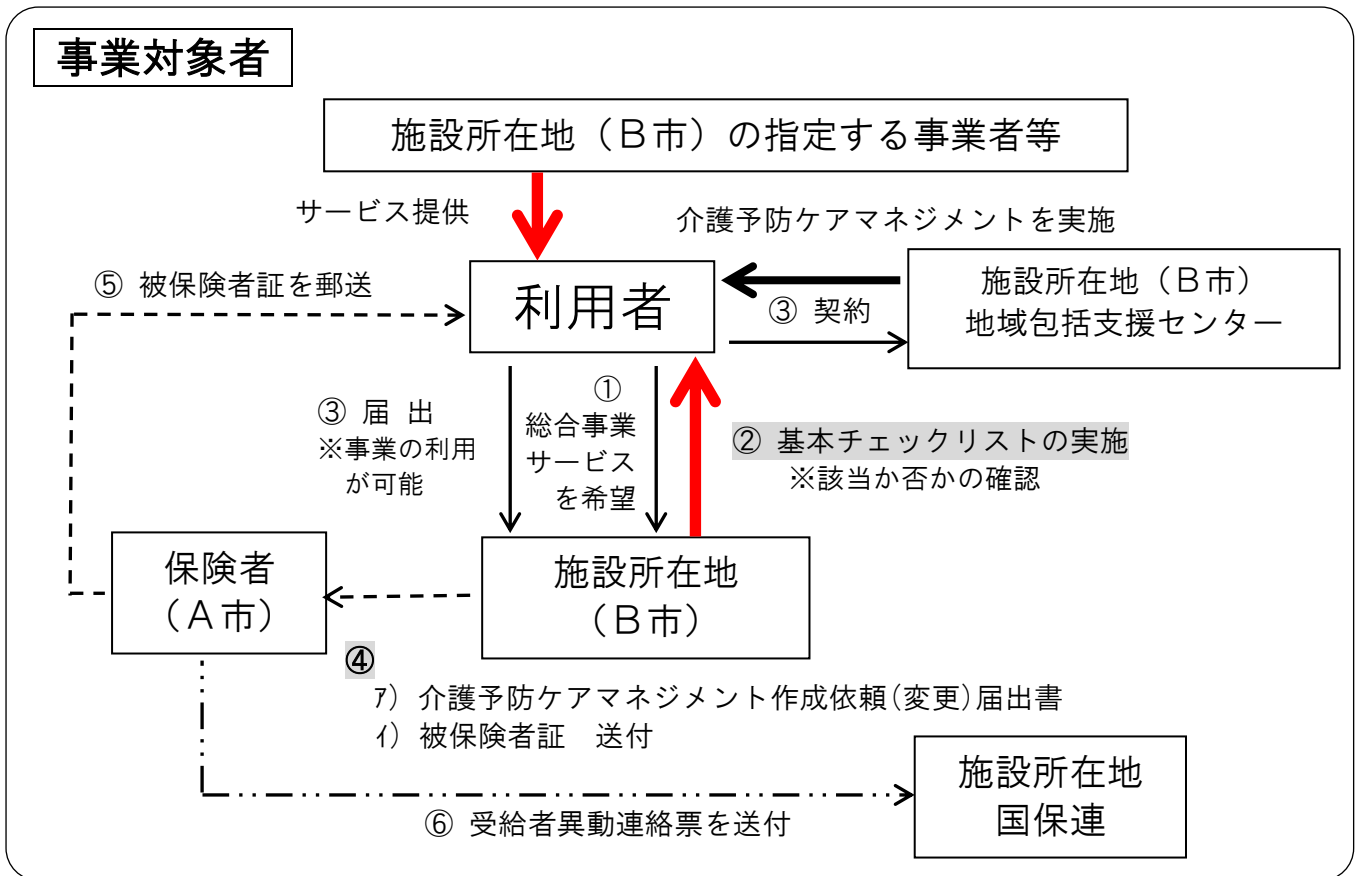 事業対象者
施設所在地（Ｂ市）の指定する事業者等
サービス提供
介護予防ケアマネジメントを実施
⑤ 被保険者証を郵送
利用者
③ 契約
施設所在地（Ｂ市）
地域包括支援センター
③ 届 出
※事業の利用
が可能
①
総合事業
サービス
を希望
② 基本チェックリストの実施
※該当か否かの確認
保険者
（Ａ市）
施設所在地
（Ｂ市）
④
ｱ) 介護予防ケアマネジメント作成依頼(変更)届出書
ｲ) 被保険者証　送付
施設所在地
国保連
⑥ 受給者異動連絡票を送付